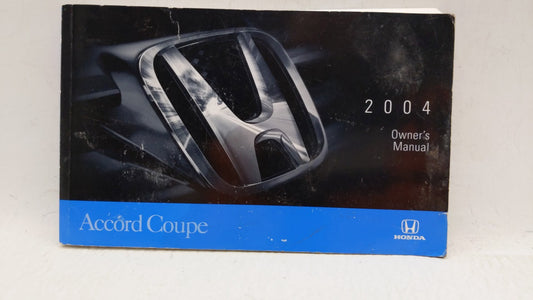 2004
Owner's
Manual
Accord Coupe
HONDA